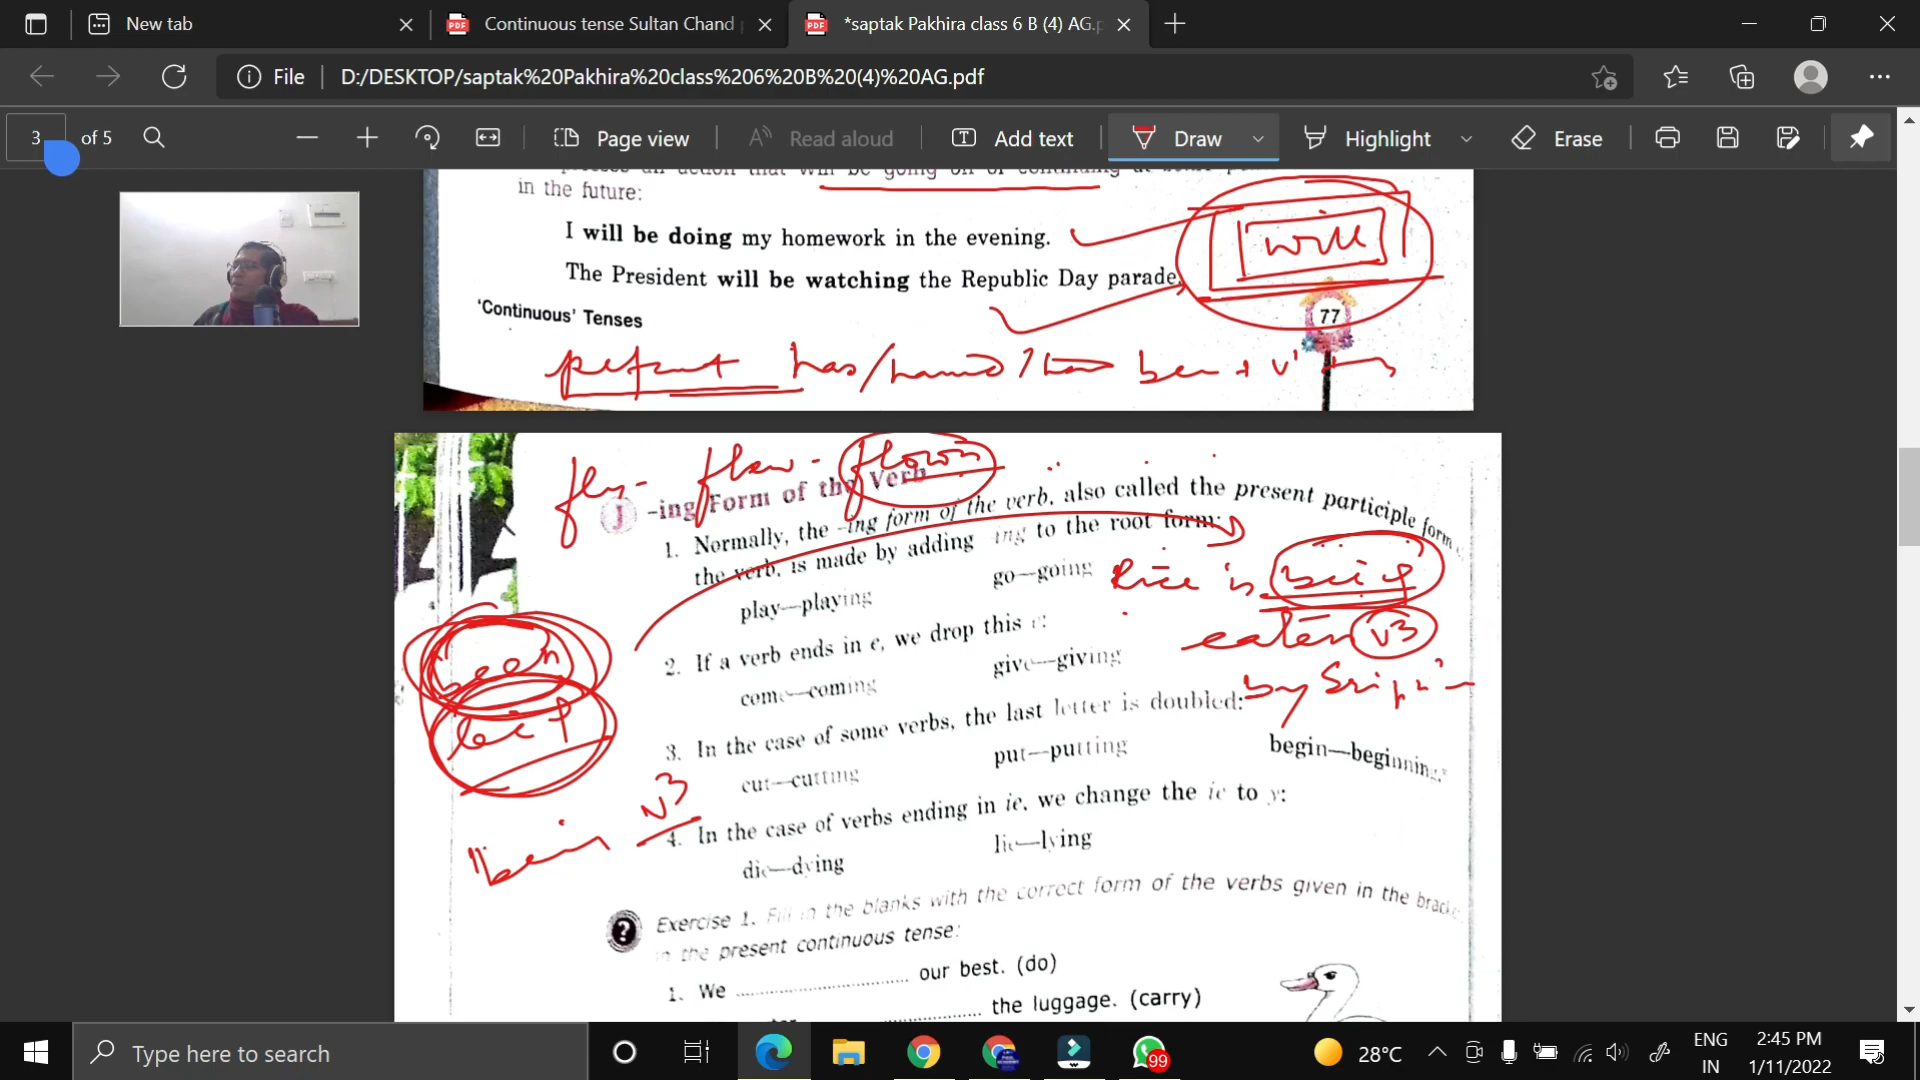 New tab
Continuous tense Sultan Chand
*saptak Pakhira class 6 B (4) AG.p
File
D:/DESKTOP/saptak%20Pakhira%20class%206%20B%20(4)%20AG.pdf
3 of 5
Page view
Read aloud
Add text
Draw
Highlight
Erase
in the future:
I will be doing my homework in the evening.
will
The President will be watching the Republic Day parade.
'Continuous' Tenses
77
fly - flew - flown
J -ing Form of the Verb
1. Normally, the -ing form of the verb, also called the present participle form
the verb, is made by adding ing to the root form:
play—playing go—going
Rice is being
eaten v3
by
2. If a verb ends in e, we drop this e:
come—coming give—giving
been
3. In the case of some verbs, the last letter is doubled:
cut—cutting put—putting begin—beginning
being v3
4. In the case of verbs ending in ie, we change the ie to y:
die—dying lie—lying
Exercise 1. Fill in the blanks with the correct form of the verbs given in the
in the present continuous tense:
1. We .............................. our best. (do)
.............................. the luggage. (carry)
Type here to search
99
28°C
ENG
IN
2:45 PM
1/11/2022